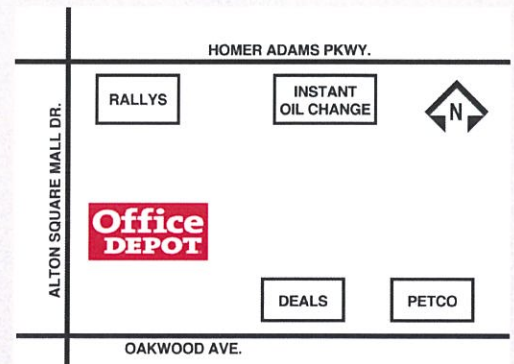 HOMER ADAMS PKWY.
RALLYS
INSTANT
OIL CHANGE
N
ALTON SQUARE MALL DR.
Office
DEPOT
DEALS
PETCO
OAKWOOD AVE.